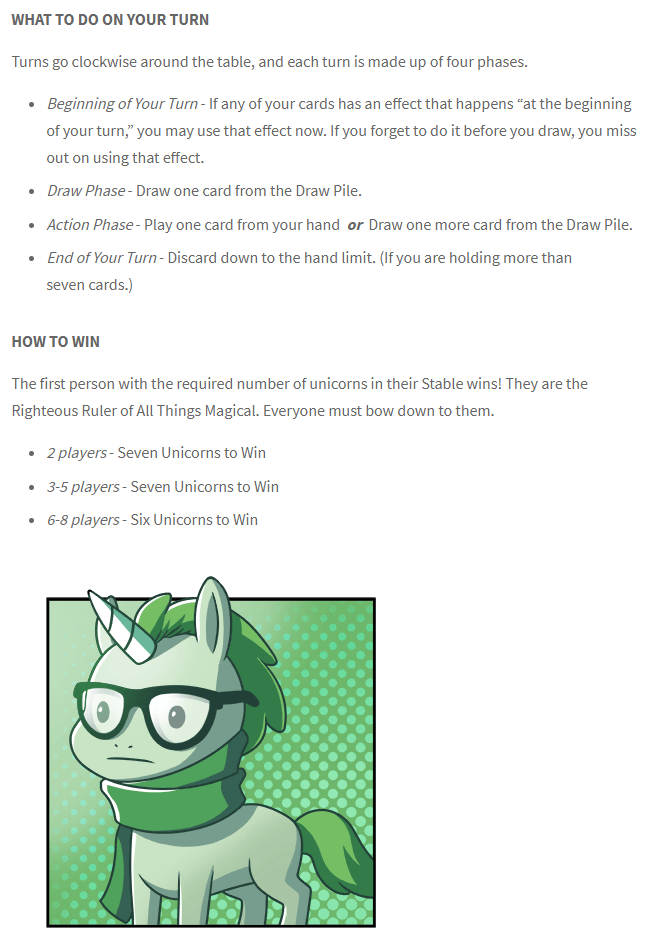 WHAT TO DO ON YOUR TURN
Turns go clockwise around the table, and each turn is made up of four phases.
• Beginning of Your Turn - If any of your cards has an effect that happens “at the beginning
of your turn,” you may use that effect now. If you forget to do it before you draw, you miss
out on using that effect.
• Draw Phase - Draw one card from the Draw Pile.
• Action Phase - Play one card from your hand or Draw one more card from the Draw Pile.
• End of Your Turn - Discard down to the hand limit. (If you are holding more than
seven cards.)
HOW TO WIN
The first person with the required number of unicorns in their Stable wins! They are the
Righteous Ruler of All Things Magical. Everyone must bow down to them.
• 2 players - Seven Unicorns to Win
• 3-5 players - Seven Unicorns to Win
• 6-8 players - Six Unicorns to Win